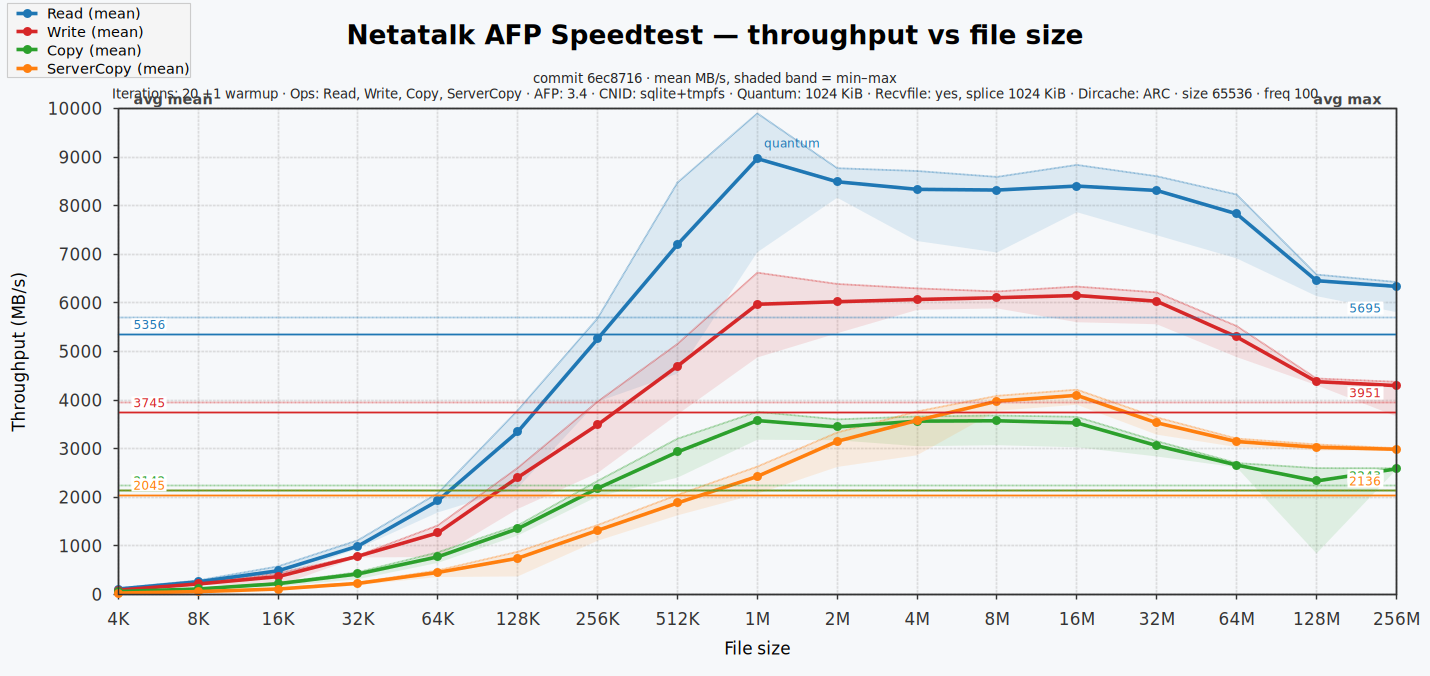 Read (mean)
Write (mean)
Copy (mean)
ServerCopy (mean)
Netatalk AFP Speedtest — throughput vs file size
commit 6ec8716 · mean MB/s, shaded band = min–max
Iterations: 20 +1 warmup · Ops: Read, Write, Copy, ServerCopy · AFP: 3.4 · CNID: sqlite+tmpfs · Quantum: 1024 KiB · Recvfile: yes, splice 1024 KiB · Dircache: ARC · size 65536 · freq 100
avg mean
avg max
10000
9000
8000
7000
6000
5000
4000
3000
2000
1000
0
Throughput (MB/s)
quantum
5356
5695
3745
3951
2045
2243
2136
4K 8K 16K 32K 64K 128K 256K 512K 1M 2M 4M 8M 16M 32M 64M 128M 256M
File size